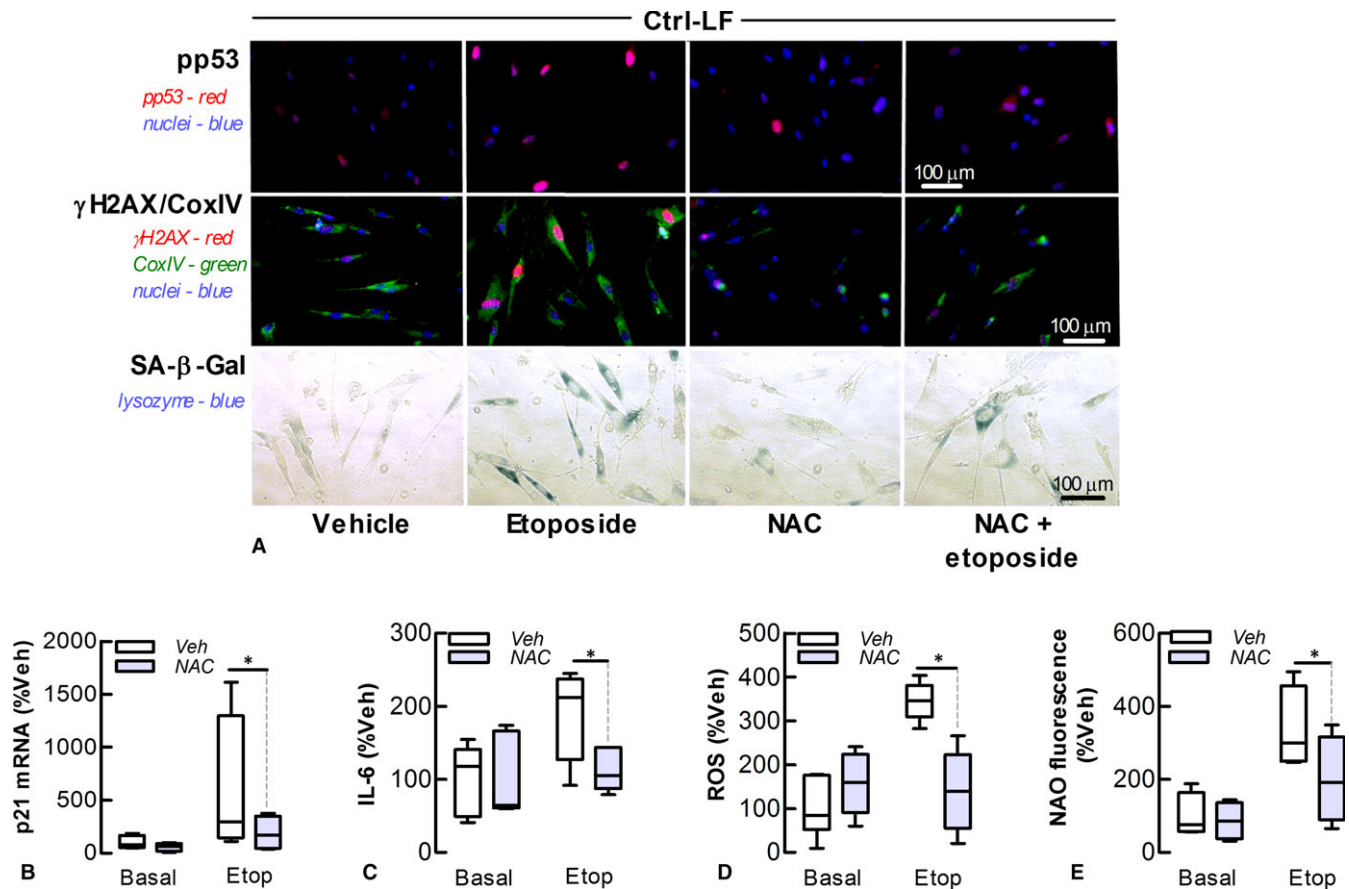 Ctrl-LF
pp53
pp53 - red
nuclei - blue
100 μm
γH2AX/CoxIV
γH2AX - red
CoxIV - green
nuclei - blue
100 μm
SA-β-Gal
lysozyme - blue
100 μm
Vehicle
Etoposide
NAC
NAC +
etoposide
A
p21 mRNA (%Veh)
2000
1500
1000
500
0
Veh
NAC
*
Basal
Etop
B
IL-6 (%Veh)
300
200
100
0
Veh
NAC
*
Basal
Etop
C
ROS (%Veh)
500
400
300
200
100
0
Veh
NAC
*
Basal
Etop
D
NAO fluorescence
(%Veh)
600
400
200
0
Veh
NAC
*
Basal
Etop
E